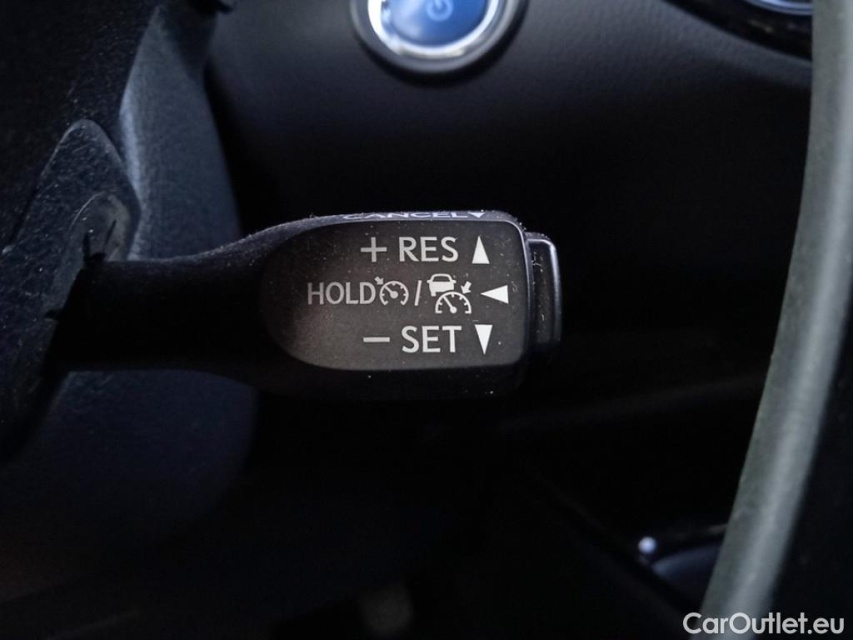 CANCEL▼
+ RES ▲
HOLD / ◀
− SET ▼
CarOutlet.eu